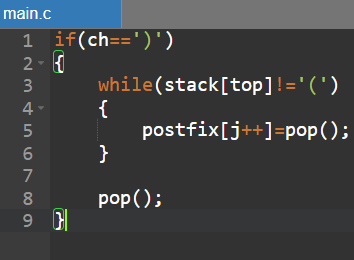 main.c
1 if(ch==')')
2 {
3     while(stack[top]!='(')
4     {
5         postfix[j++]=pop();
6     }
7
8     pop();
9 }